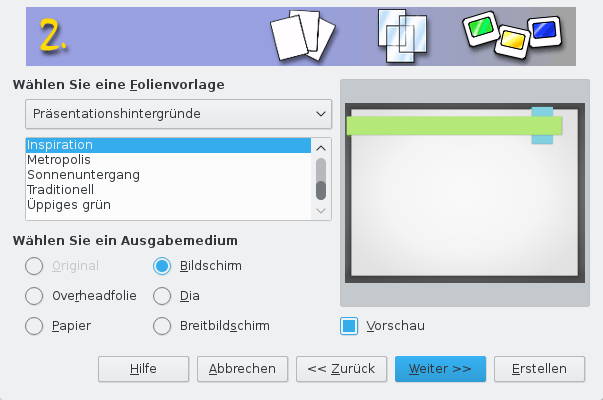 2.
Wählen Sie eine Folienvorlage
Präsentationshintergründe
Inspiration
Metropolis
Sonnenuntergang
Traditionell
Üppiges grün
Wählen Sie ein Ausgabemedium
Original
Bildschirm
Overheadfolie
Dia
Papier
Breitbildschirm
Vorschau
Hilfe
Abbrechen
<< Zurück
Weiter >>
Erstellen